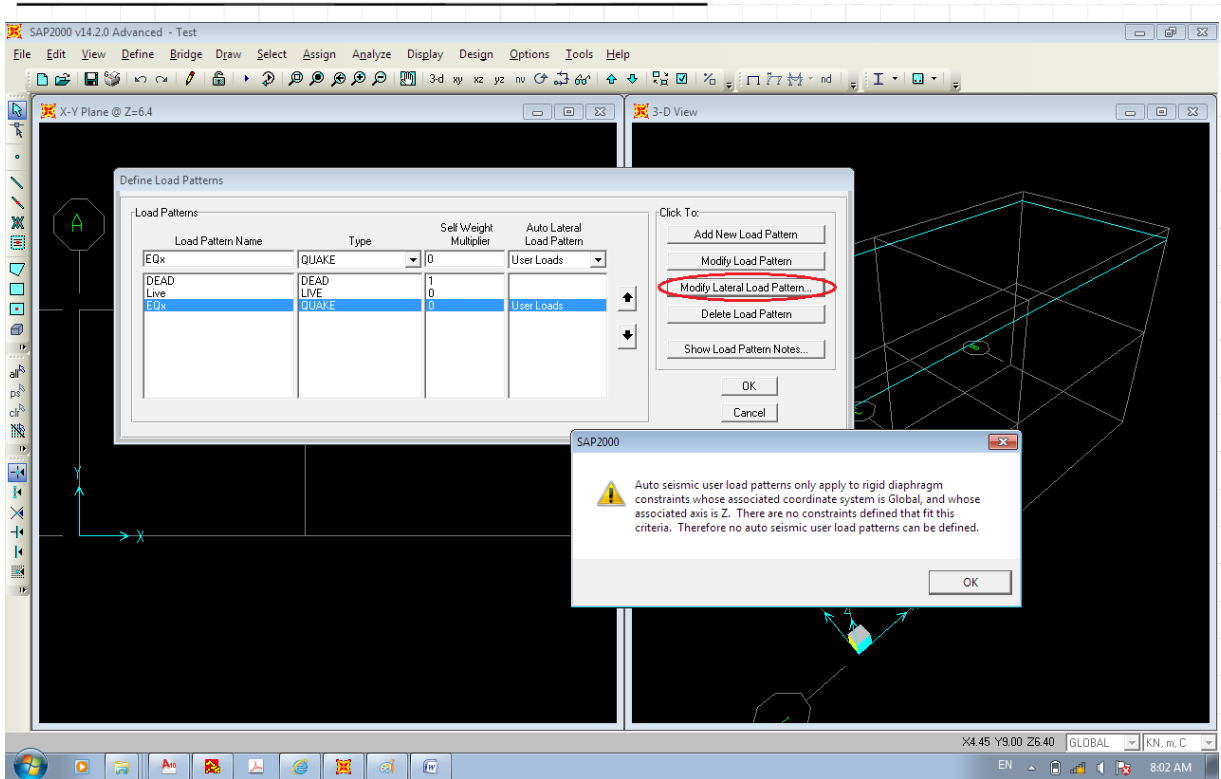 SAP2000 v14.2.0 Advanced - Test
File Edit View Define Bridge Draw Select Assign Analyze Display Design Options Tools Help
3-d xy xz yz nv
nd
all
ps
clr
X-Y Plane @ Z=6.4
3-D View
A
Y
X
Define Load Patterns
Load Patterns
Click To:
Load Pattern Name Type Self Weight Multiplier Auto Lateral Load Pattern
EQx QUAKE 0 User Loads
DEAD DEAD 1
Live LIVE 0
EQx QUAKE 0 User Loads
Add New Load Pattern
Modify Load Pattern
Modify Lateral Load Pattern...
Delete Load Pattern
Show Load Pattern Notes...
OK
Cancel
SAP2000
Auto seismic user load patterns only apply to rigid diaphragm
constraints whose associated coordinate system is Global, and whose
associated axis is Z. There are no constraints defined that fit this
criteria. Therefore no auto seismic user load patterns can be defined.
OK
X4.45 Y9.00 Z6.40 GLOBAL KN, m, C
EN 8:02 AM